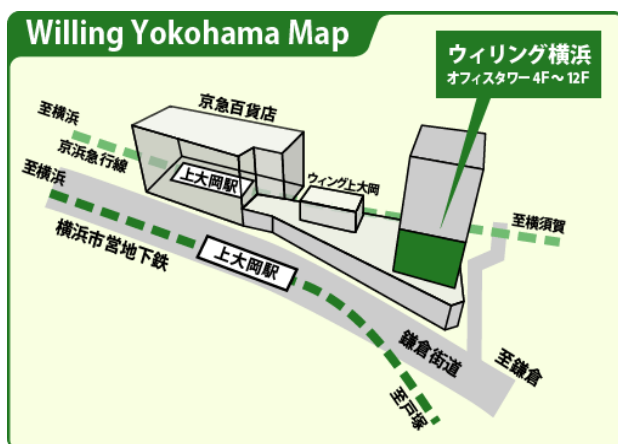 Willing Yokohama Map
ウィリング横浜
オフィスタワー 4F～12F
京急百貨店
至横浜
京浜急行線
上大岡駅
ウィング上大岡
至横須賀
至横浜
横浜市営地下鉄
上大岡駅
鎌倉街道
至鎌倉
至戸塚